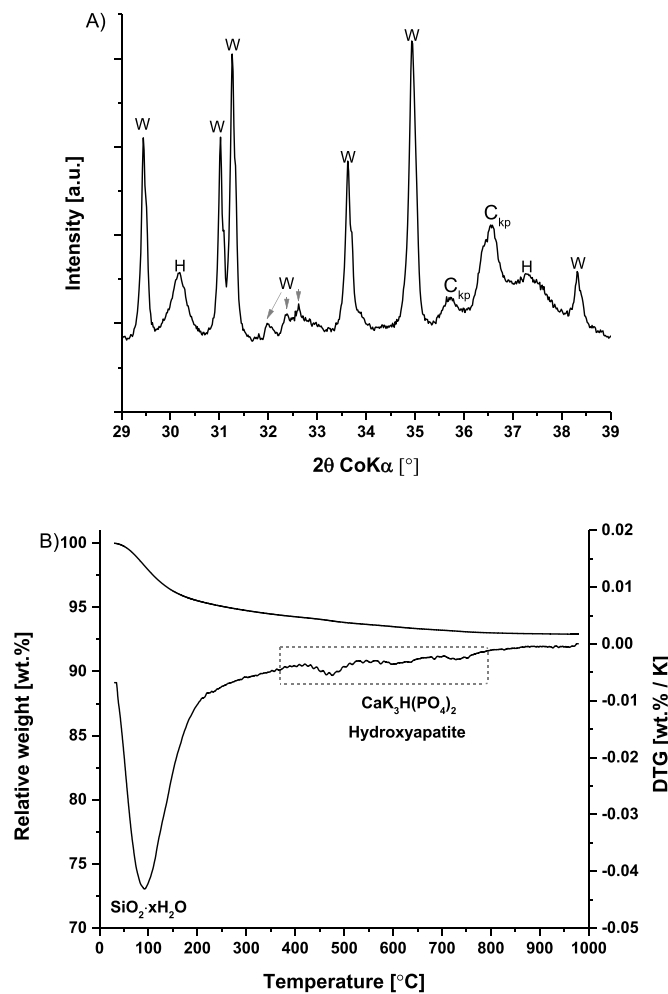 A)
W
H
W
W
W
W
W
C_kp
C_kp
H
W
Intensity [a.u.]
29 30 31 32 33 34 35 36 37 38 39
2θ CoKα [°]
B)
100
95
90
85
80
75
70
Relative weight [wt.%]
0.02
0.01
0.00
-0.01
-0.02
-0.03
-0.04
-0.05
DTG [wt.% / K]
CaK₃H(PO₄)₂
Hydroxyapatite
SiO₂·xH₂O
0 100 200 300 400 500 600 700 800 900 1000
Temperature [°C]